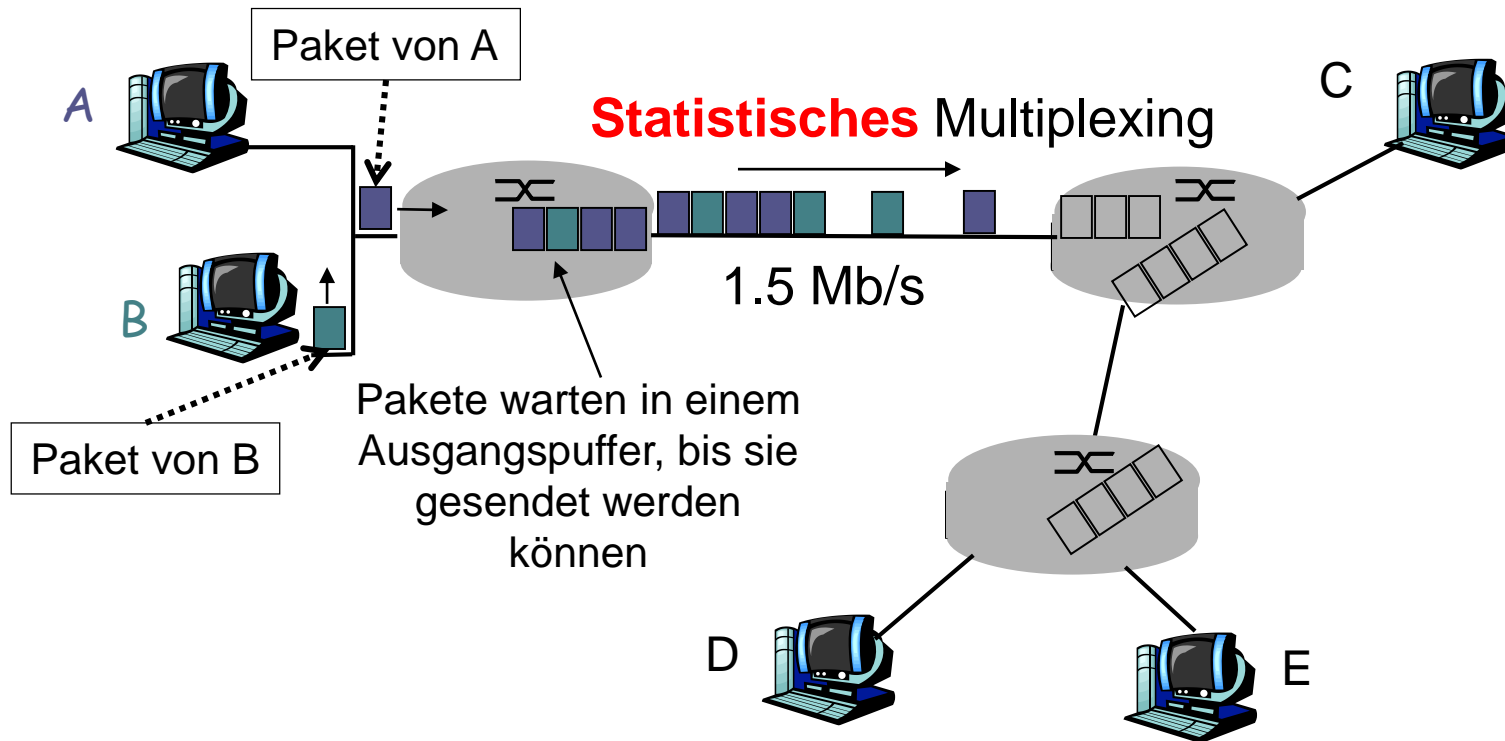 Paket von A
A
C
Statistisches Multiplexing
1.5 Mb/s
B
Paket von B
Pakete warten in einem
Ausgangspuffer, bis sie
gesendet werden
können
D
E